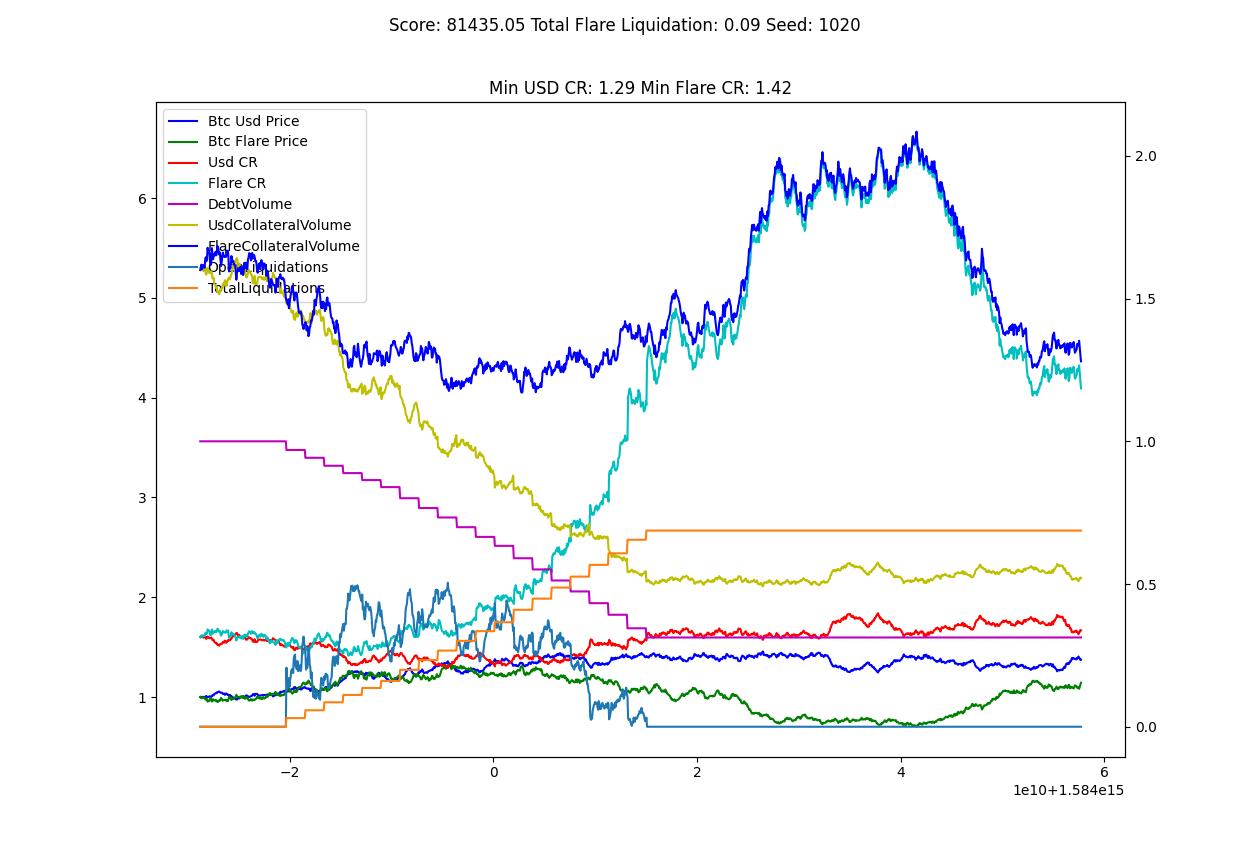 Score: 81435.05 Total Flare Liquidation: 0.09 Seed: 1020
Min USD CR: 1.29 Min Flare CR: 1.42
Btc Usd Price
Btc Flare Price
Usd CR
Flare CR
DebtVolume
UsdCollateralVolume
FlareCollateralVolume
OpenLiquidations
TotalLiquidations
6
5
4
3
2
1
2.0
1.5
1.0
0.5
0.0
−2 0 2 4 6
1e10+1.584e15